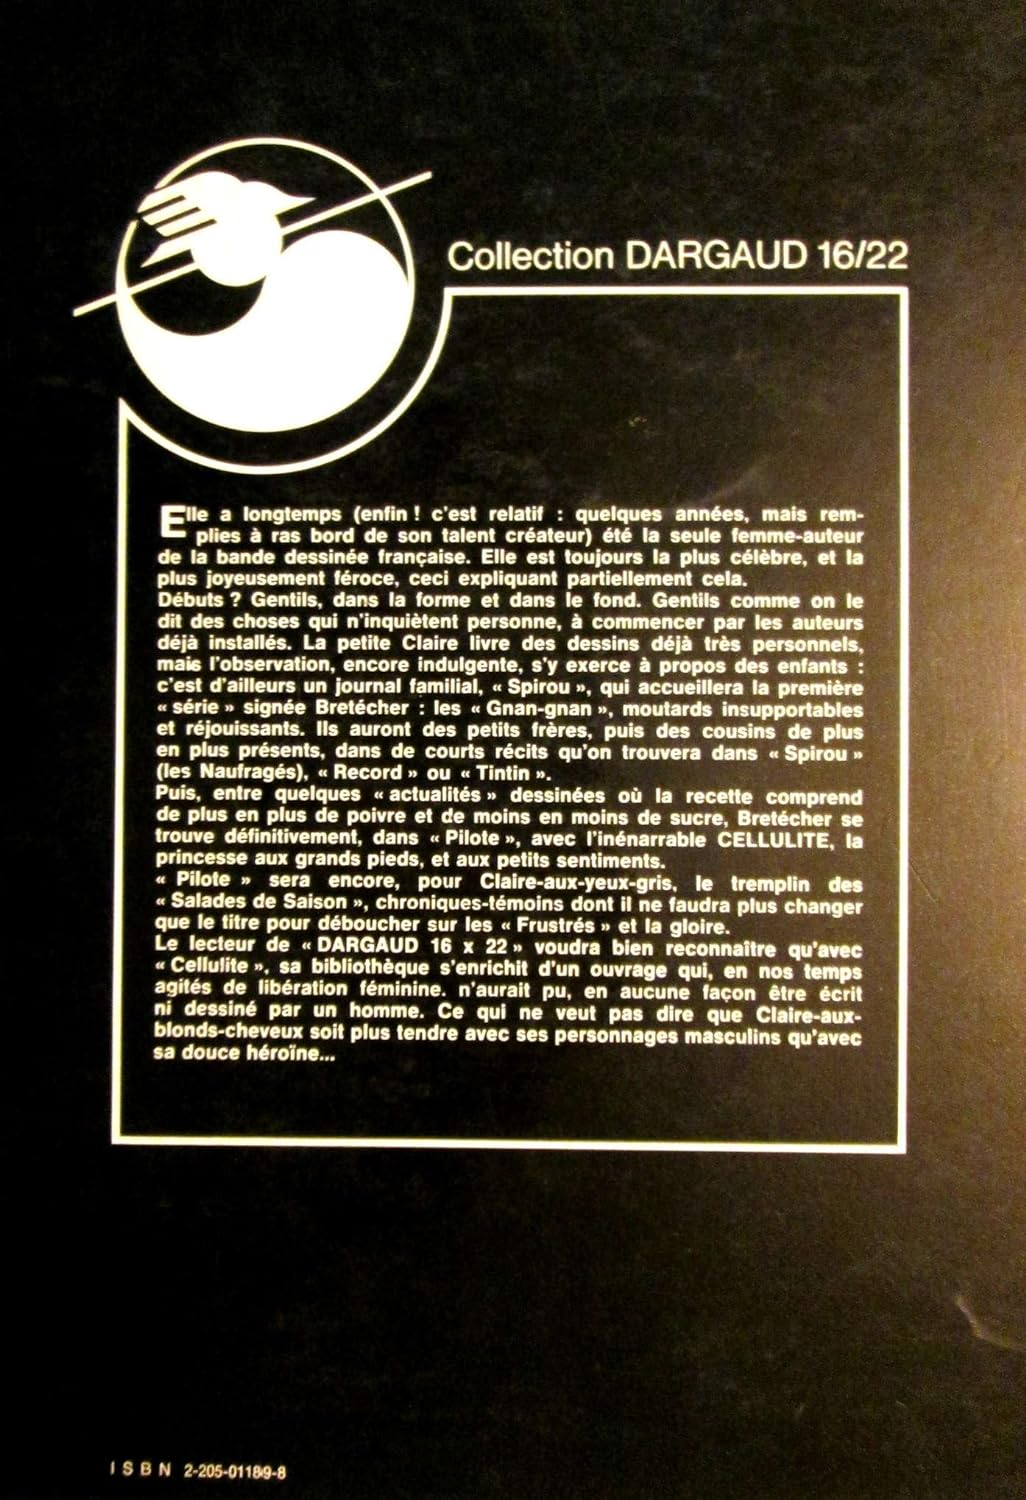 Collection DARGAUD 16/22
Elle a longtemps (enfin ! c'est relatif : quelques années, mais rem-
plies à ras bord de son talent créateur) été la seule femme-auteur
de la bande dessinée française. Elle est toujours la plus célèbre, et la
plus joyeusement féroce, ceci expliquant partiellement cela.
Débuts ? Gentils, dans la forme et dans le fond. Gentils comme on le
dit des choses qui n'inquiètent personne, à commencer par les auteurs
déjà installés. La petite Claire livre des dessins déjà très personnels,
mais l'observation, encore indulgente, s'y exerce à propos des enfants :
c'est d'ailleurs un journal familial, « Spirou », qui accueillera la première
« série » signée Bretécher : les « Gnan-gnan », moutards insupportables
et réjouissants. Ils auront des petits frères, puis des cousins de plus
en plus présents, dans de courts récits qu'on trouvera dans « Spirou »
(les Naufragés), « Record » ou « Tintin ».
Puis, entre quelques « actualités » dessinées où la recette comprend
de plus en plus de poivre et de moins en moins de sucre, Bretécher se
trouve définitivement, dans « Pilote », avec l'inénarrable CELLULITE, la
princesse aux grands pieds, et aux petits sentiments.
« Pilote » sera encore, pour Claire-aux-yeux-gris, le tremplin des
« Salades de Saison », chroniques-témoins dont il ne faudra plus changer
que le titre pour déboucher sur les « Frustrés » et la gloire.
Le lecteur de « DARGAUD 16 x 22 » voudra bien reconnaître qu'avec
« Cellulite », sa bibliothèque s'enrichit d'un ouvrage qui, en nos temps
agités de libération féminine. n'aurait pu, en aucune façon être écrit
ni dessiné par un homme. Ce qui ne veut pas dire que Claire-aux-
blonds-cheveux soit plus tendre avec ses personnages masculins qu'avec
sa douce héroïne...
ISBN 2-205-01189-8